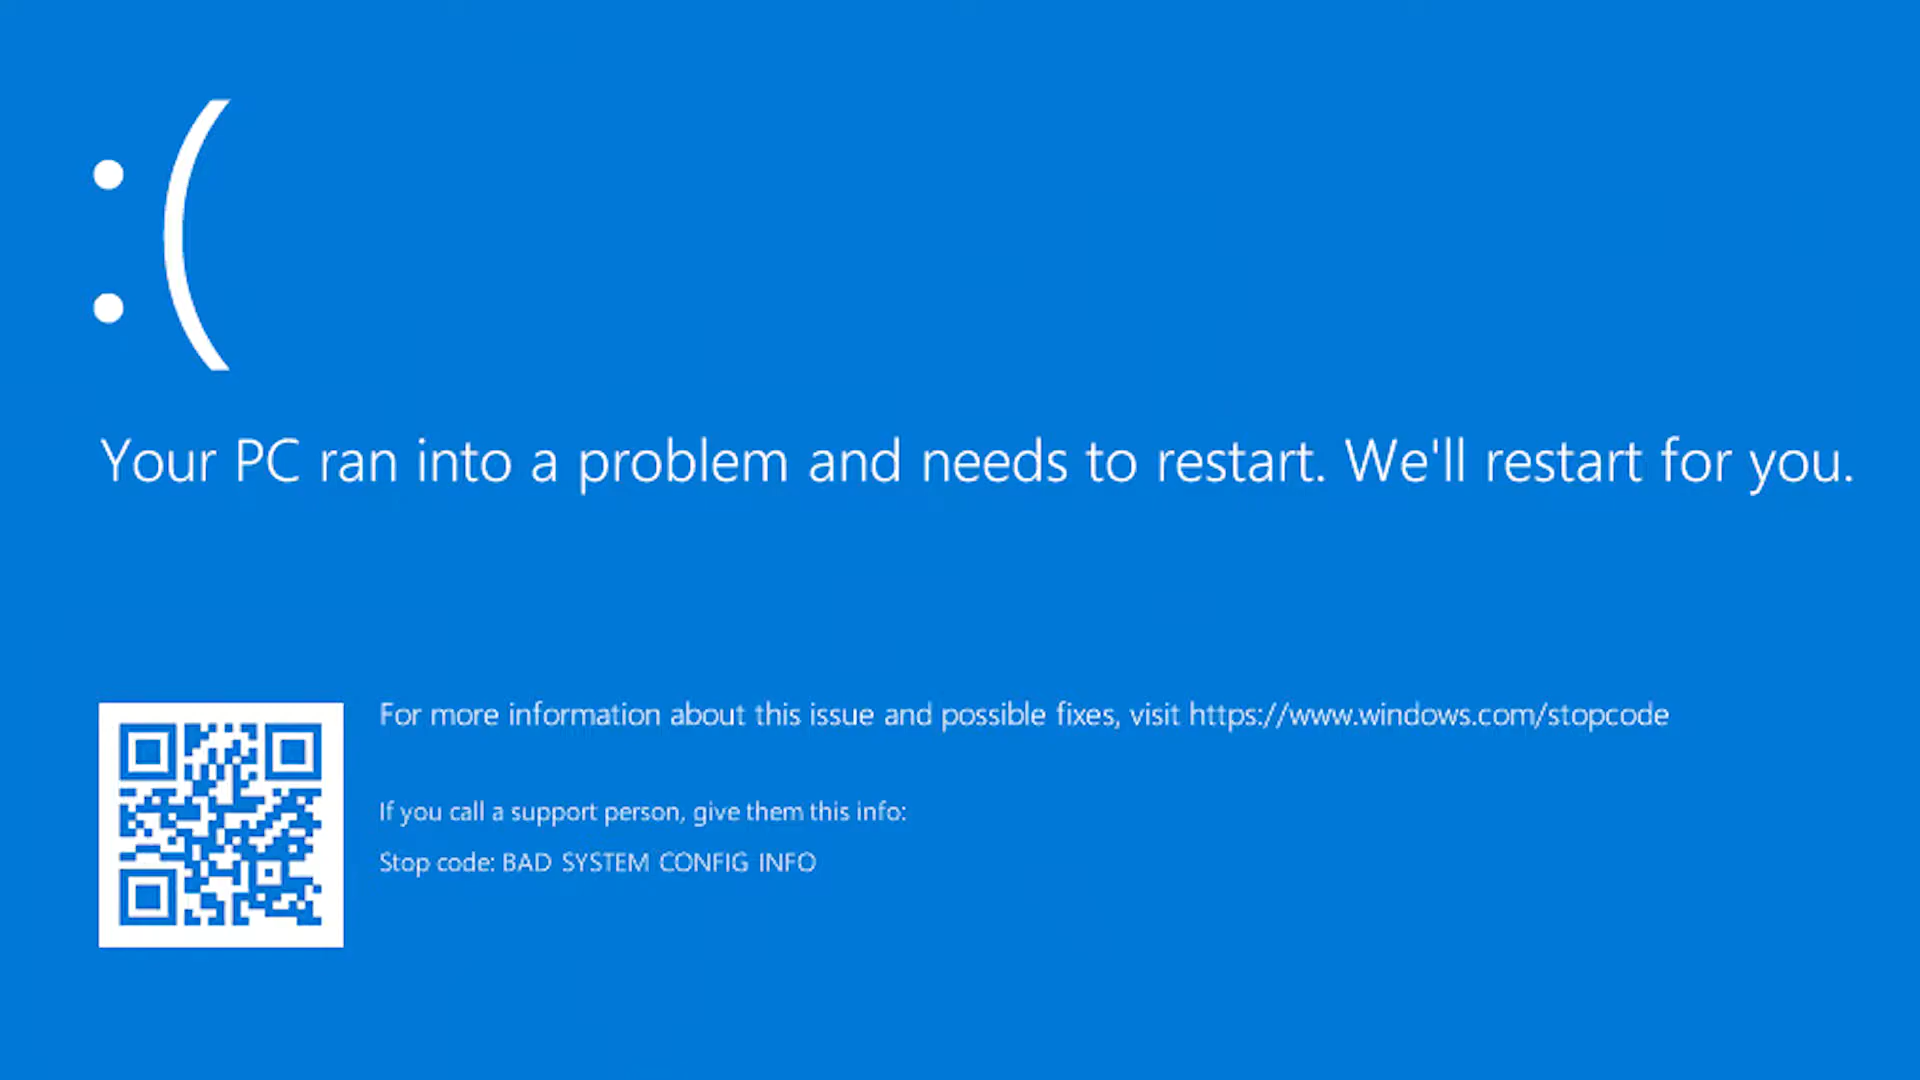 :(
Your PC ran into a problem and needs to restart. We'll restart for you.
For more information about this issue and possible fixes, visit https://www.windows.com/stopcode
If you call a support person, give them this info:
Stop code: BAD SYSTEM CONFIG INFO